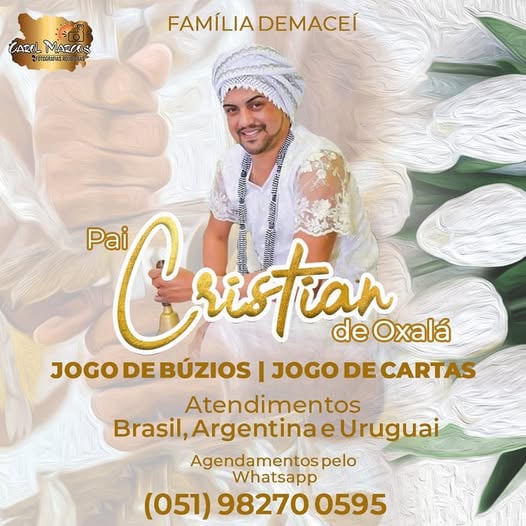 FAMÍLIA DEMACEÍ
CAROL MARCOS
Pai
Cristian
de Oxalá
JOGO DE BÚZIOS | JOGO DE CARTAS
Atendimentos
Brasil, Argentina e Uruguai
Agendamentos pelo
Whatsapp
(051) 98270 0595